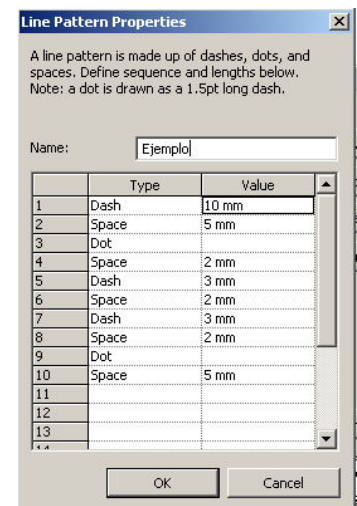 Line Pattern Properties
A line pattern is made up of dashes, dots, and
spaces. Define sequence and lengths below.
Note: a dot is drawn as a 1.5pt long dash.
Name: Ejemplo
Type Value
1 Dash 10 mm
2 Space 5 mm
3 Dot
4 Space 2 mm
5 Dash 3 mm
6 Space 2 mm
7 Dash 3 mm
8 Space 2 mm
9 Dot
10 Space 5 mm
11
12
13
OK Cancel